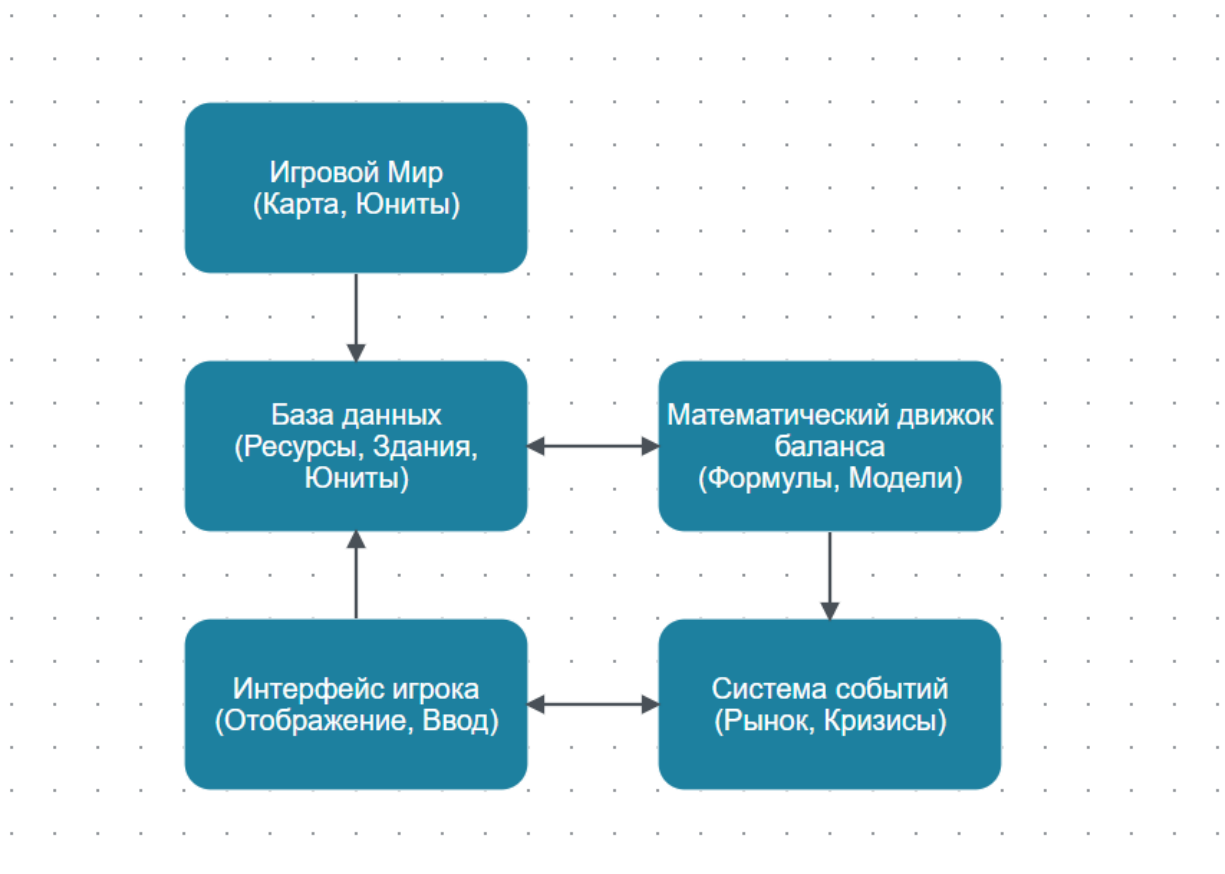 Игровой Мир
(Карта, Юниты)
База данных
(Ресурсы, Здания,
Юниты)
Математический движок
баланса
(Формулы, Модели)
Интерфейс игрока
(Отображение, Ввод)
Система событий
(Рынок, Кризисы)